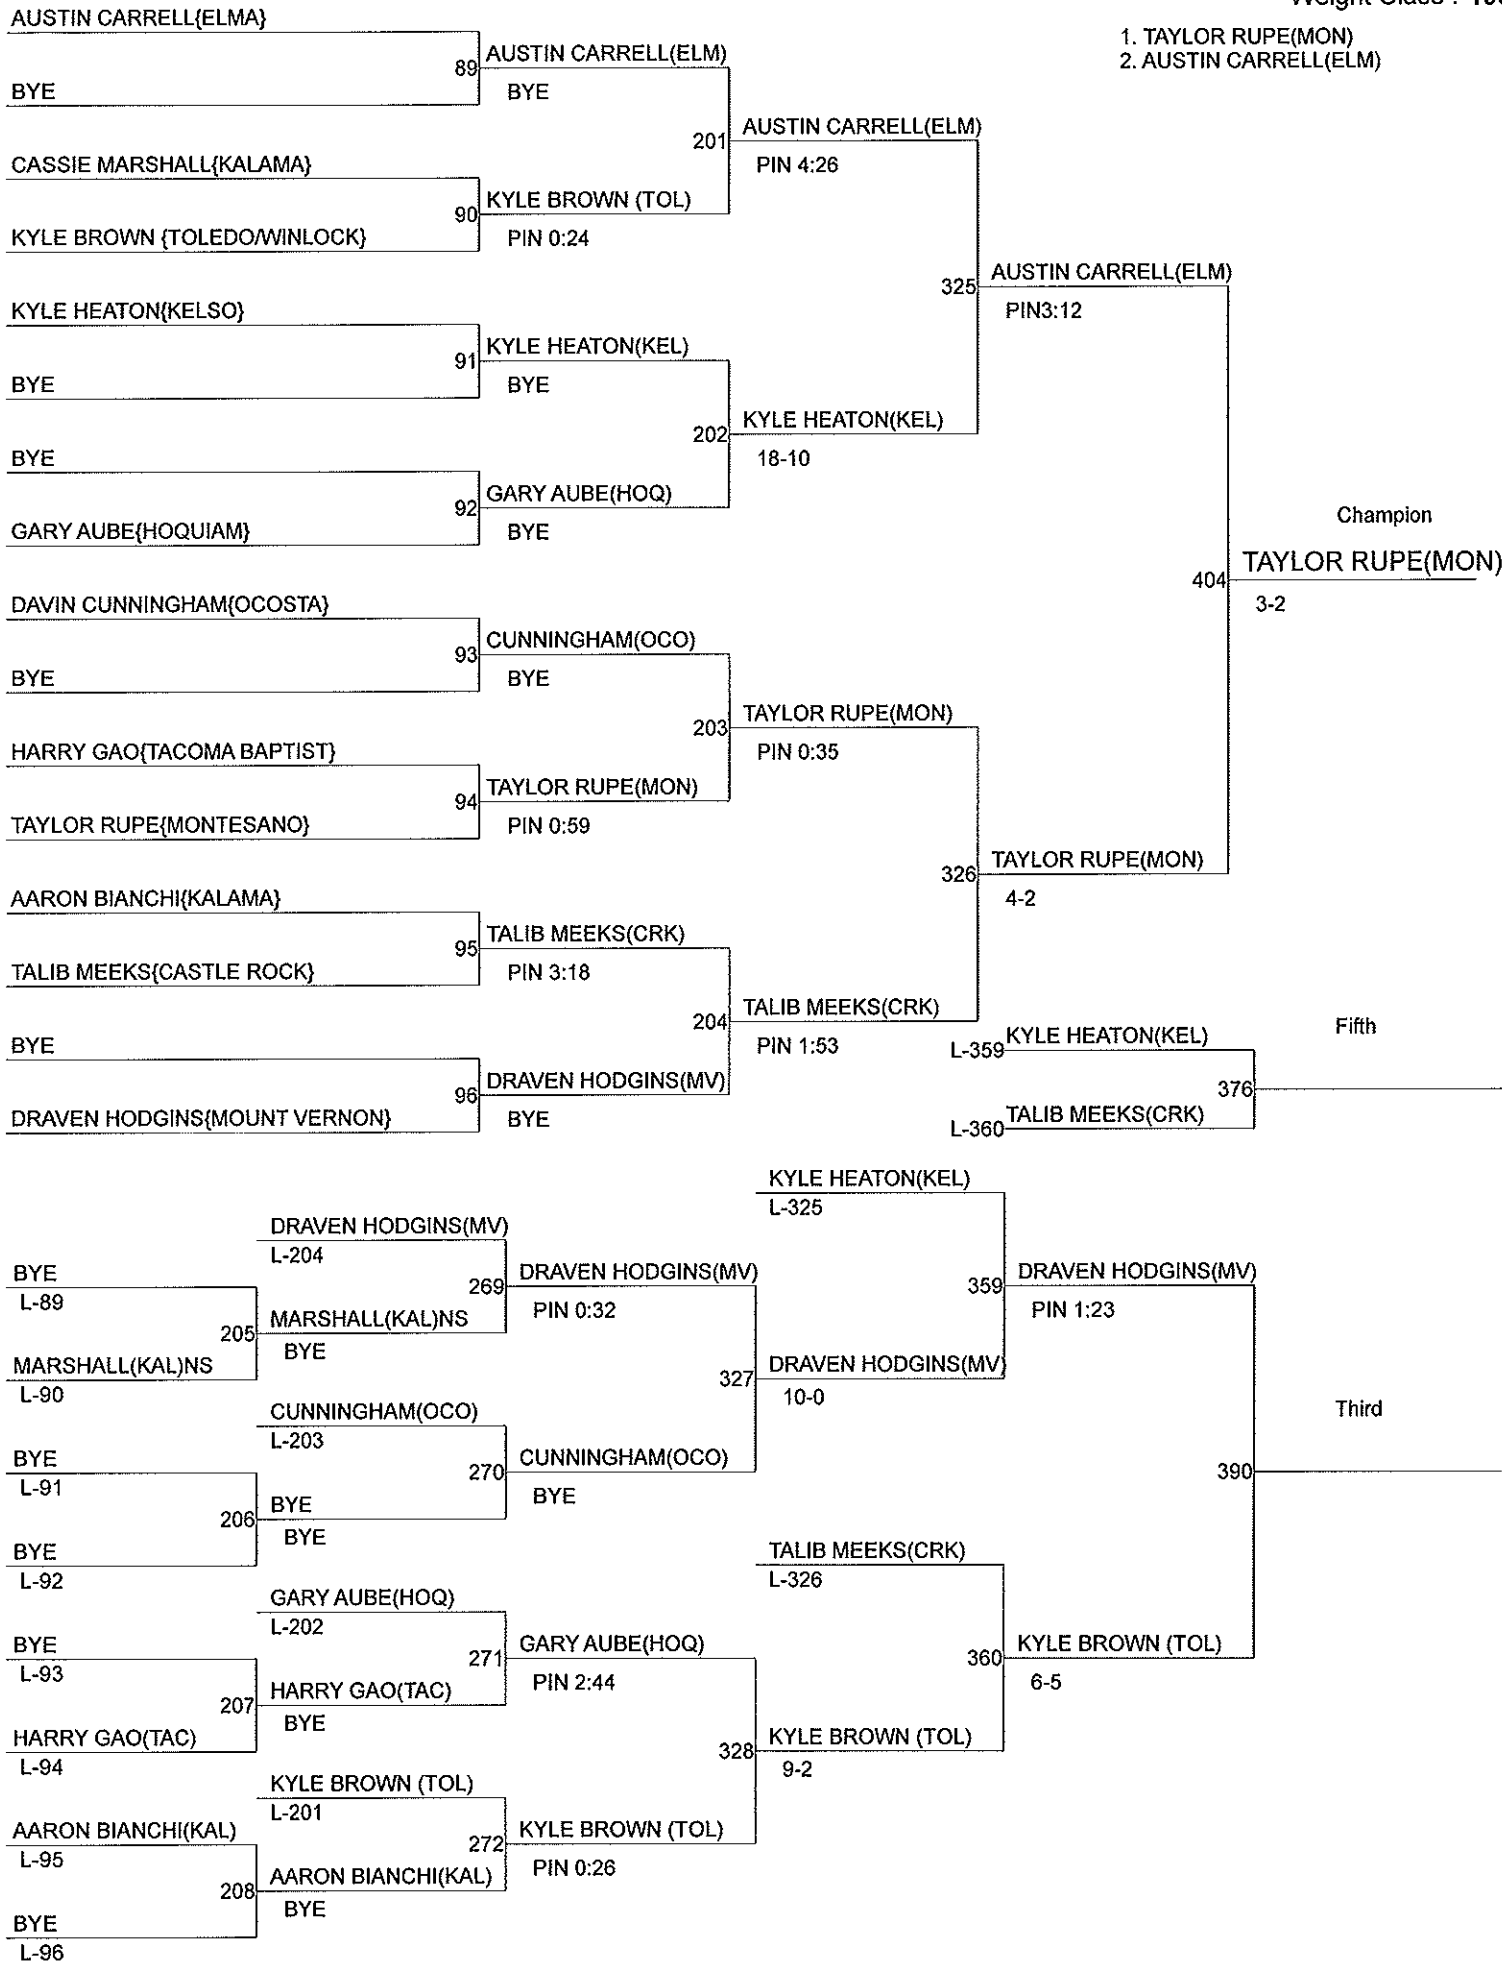 Weight Class :
AUSTIN CARRELL{ELMA}
1. TAYLOR RUPE(MON)
2. AUSTIN CARRELL(ELM)
89
AUSTIN CARRELL(ELM)
BYE
BYE
201
AUSTIN CARRELL(ELM)
PIN 4:26
CASSIE MARSHALL{KALAMA}
90
KYLE BROWN (TOL)
PIN 0:24
KYLE BROWN {TOLEDO/WINLOCK}
325
AUSTIN CARRELL(ELM)
PIN3:12
KYLE HEATON{KELSO}
91
KYLE HEATON(KEL)
BYE
BYE
202
KYLE HEATON(KEL)
18-10
BYE
92
GARY AUBE(HOQ)
BYE
GARY AUBE{HOQUIAM}
Champion
404
TAYLOR RUPE(MON)
3-2
DAVIN CUNNINGHAM{OCOSTA}
93
CUNNINGHAM(OCO)
BYE
BYE
203
TAYLOR RUPE(MON)
PIN 0:35
HARRY GAO{TACOMA BAPTIST}
94
TAYLOR RUPE(MON)
PIN 0:59
TAYLOR RUPE{MONTESANO}
326
TAYLOR RUPE(MON)
4-2
AARON BIANCHI{KALAMA}
95
TALIB MEEKS(CRK)
PIN 3:18
TALIB MEEKS{CASTLE ROCK}
204
TALIB MEEKS(CRK)
PIN 1:53
BYE
96
DRAVEN HODGINS(MV)
BYE
DRAVEN HODGINS{MOUNT VERNON}
Fifth
L-359
KYLE HEATON(KEL)
376
L-360
TALIB MEEKS(CRK)
KYLE HEATON(KEL)
L-325
DRAVEN HODGINS(MV)
L-204
BYE
L-89
269
DRAVEN HODGINS(MV)
PIN 0:32
359
DRAVEN HODGINS(MV)
PIN 1:23
205
MARSHALL(KAL)NS
BYE
MARSHALL(KAL)NS
L-90
327
DRAVEN HODGINS(MV)
10-0
CUNNINGHAM(OCO)
L-203
Third
BYE
L-91
270
CUNNINGHAM(OCO)
BYE
390
206
BYE
BYE
BYE
L-92
TALIB MEEKS(CRK)
L-326
GARY AUBE(HOQ)
L-202
BYE
L-93
271
GARY AUBE(HOQ)
PIN 2:44
360
KYLE BROWN (TOL)
6-5
207
HARRY GAO(TAC)
BYE
HARRY GAO(TAC)
L-94
328
KYLE BROWN (TOL)
9-2
KYLE BROWN (TOL)
L-201
AARON BIANCHI(KAL)
L-95
272
KYLE BROWN (TOL)
PIN 0:26
208
AARON BIANCHI(KAL)
BYE
BYE
L-96